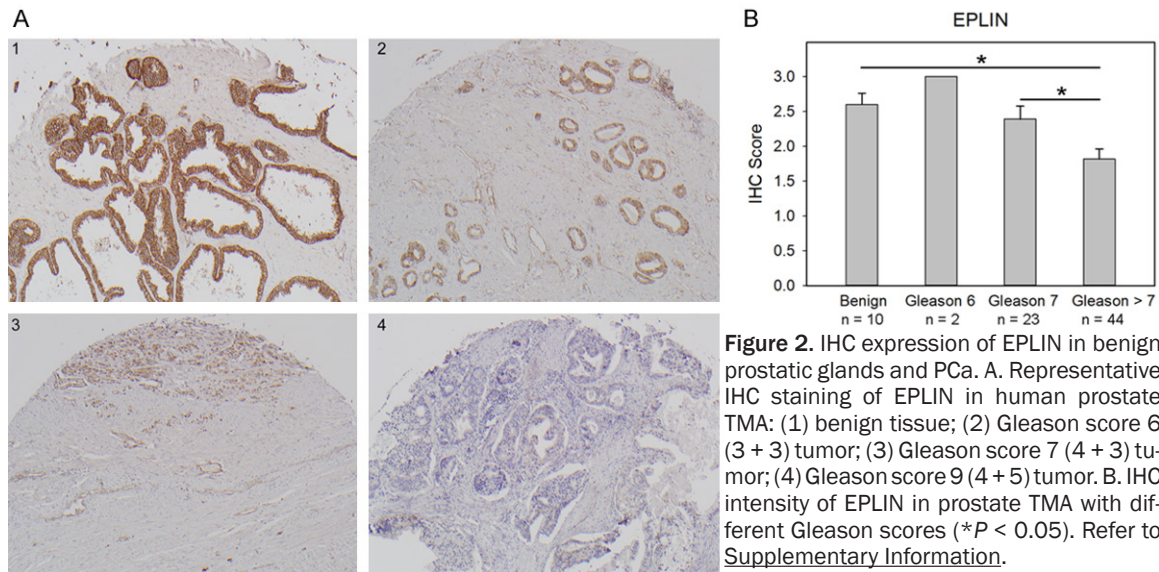 A
1
2
3
4
B
EPLIN
IHC Score
3.0
2.5
2.0
1.5
1.0
0.5
0.0
*
*
Benign Gleason 6 Gleason 7 Gleason > 7
n = 10 n = 2 n = 23 n = 44
Figure 2. IHC expression of EPLIN in benign
prostatic glands and PCa. A. Representative
IHC staining of EPLIN in human prostate
TMA: (1) benign tissue; (2) Gleason score 6
(3 + 3) tumor; (3) Gleason score 7 (4 + 3) tu-
mor; (4) Gleason score 9 (4 + 5) tumor. B. IHC
intensity of EPLIN in prostate TMA with dif-
ferent Gleason scores (*P < 0.05). Refer to
Supplementary Information.